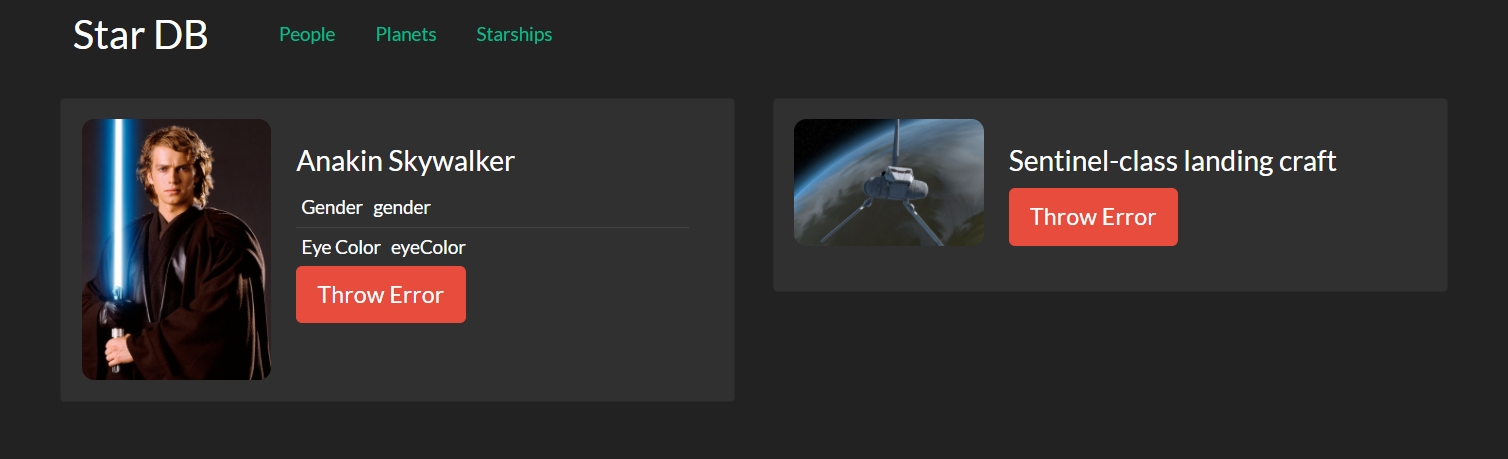 Star DB
People
Planets
Starships
Anakin Skywalker
Gender gender
Eye Color eyeColor
Throw Error
Sentinel-class landing craft
Throw Error